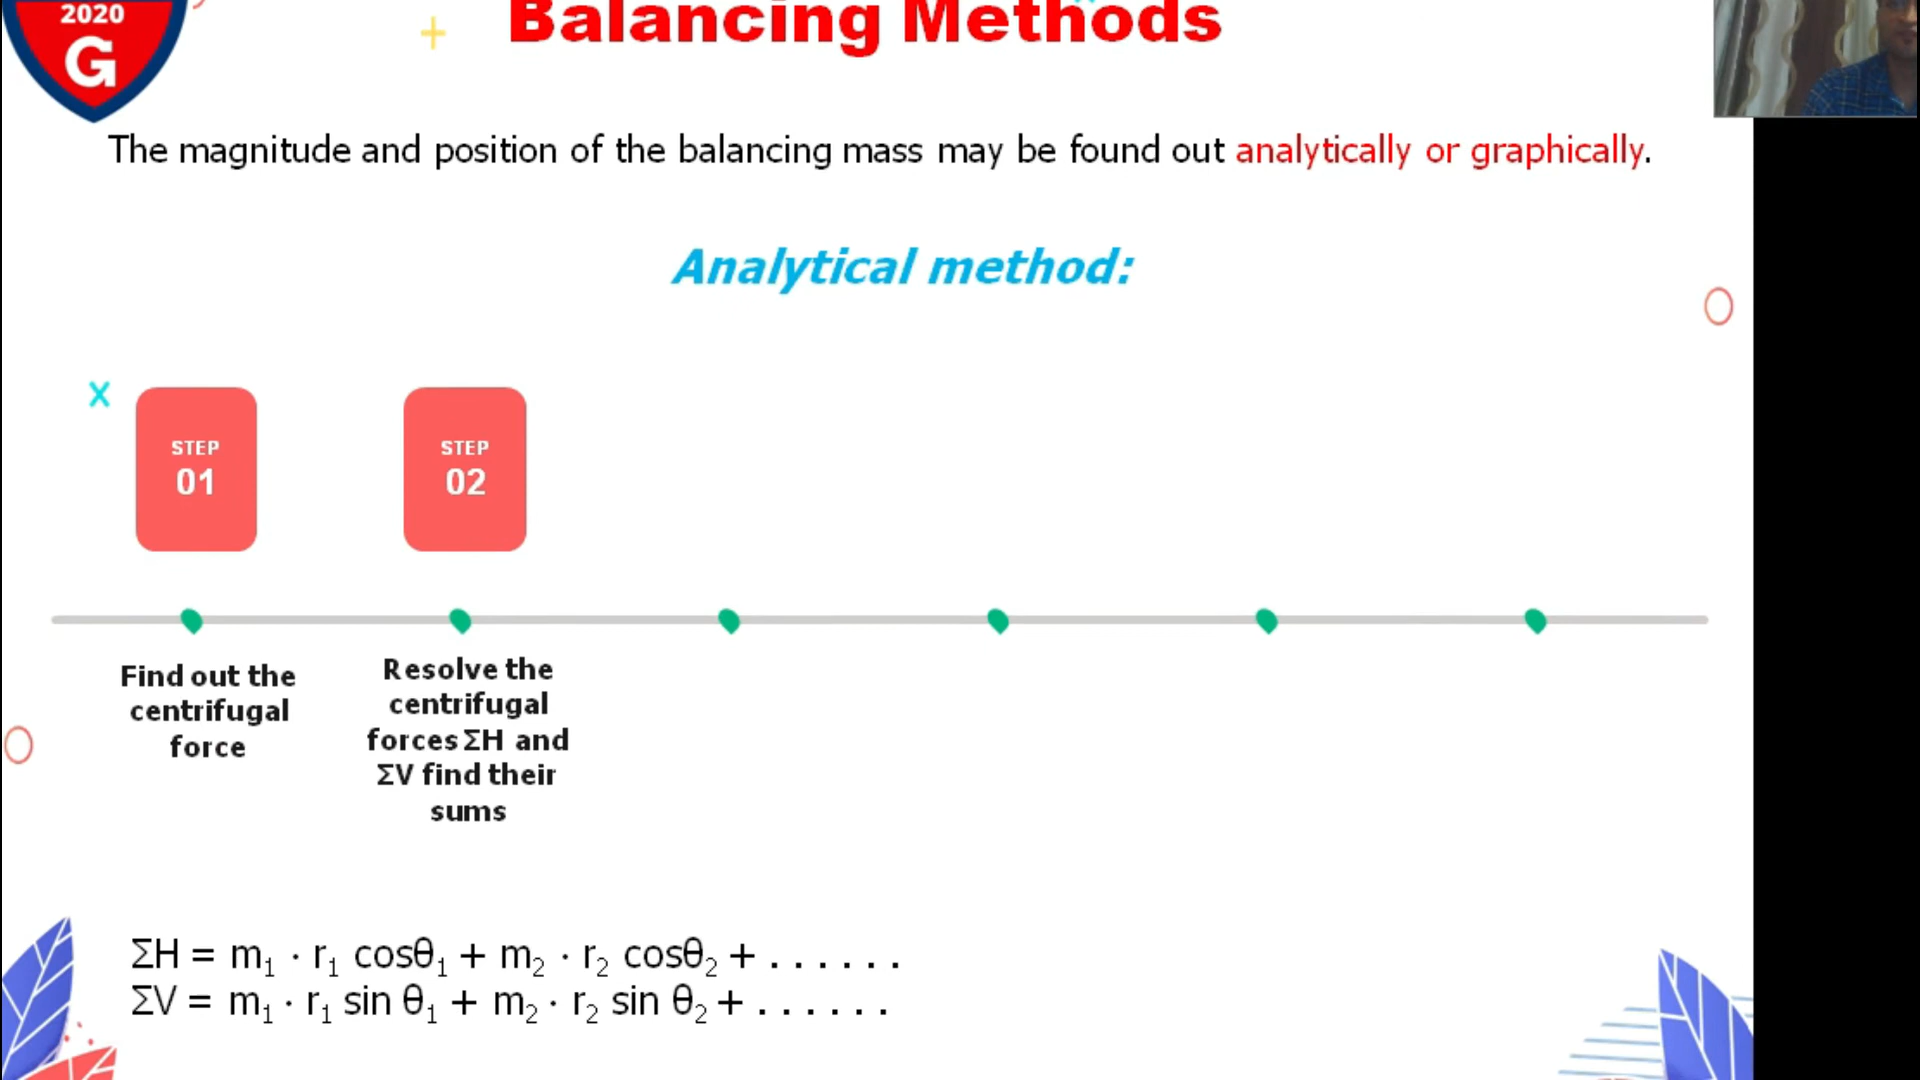 2020
G
Balancing Methods
The magnitude and position of the balancing mass may be found out analytically or graphically.
Analytical method:
STEP
01
STEP
02
Find out the
centrifugal
force
Resolve the
centrifugal
forces ΣH and
ΣV find their
sums
ΣH = m₁ · r₁ cosθ₁ + m₂ · r₂ cosθ₂ + . . . . . .
ΣV = m₁ · r₁ sin θ₁ + m₂ · r₂ sin θ₂ + . . . . . .